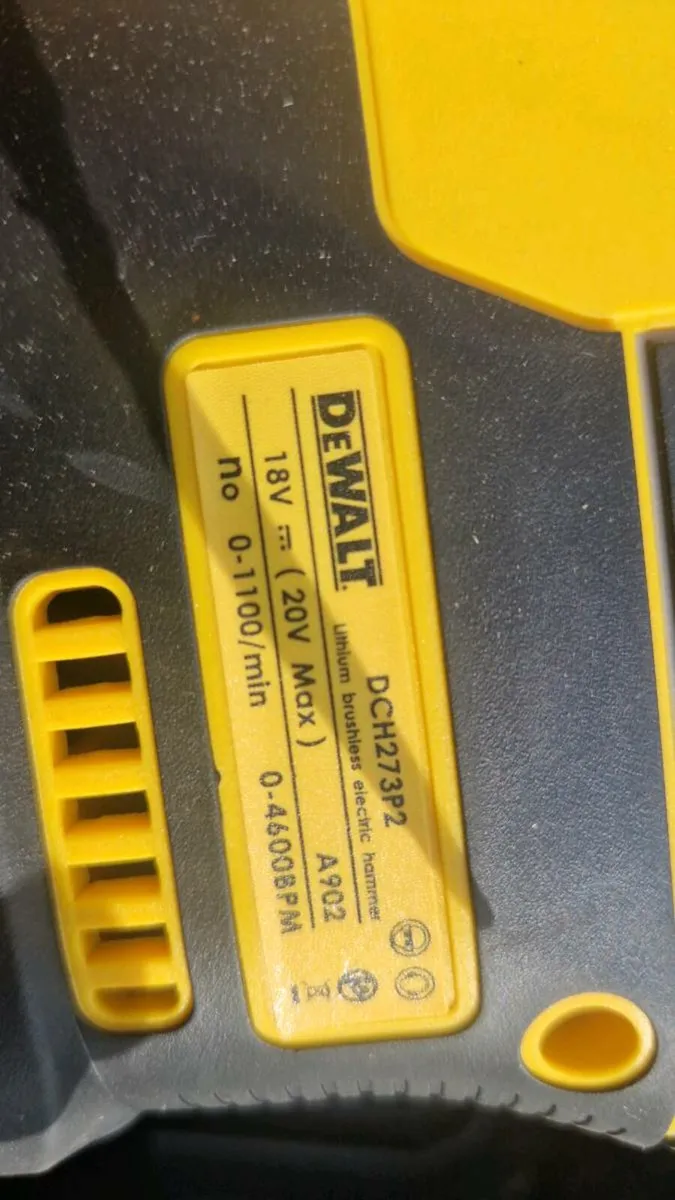 DEWALT
DCH273P2
Lithium brushless electric hammer
18V ⎓ ( 20V Max ) A902
no 0-1100/min 0-4600BPM